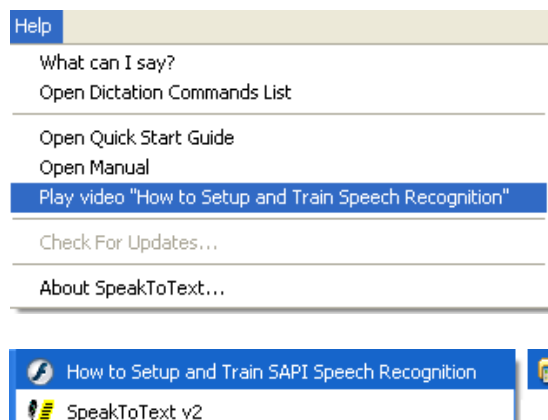 Help
What can I say?
Open Dictation Commands List
Open Quick Start Guide
Open Manual
Play video "How to Setup and Train Speech Recognition"
Check For Updates...
About SpeakToText...
How to Setup and Train SAPI Speech Recognition
SpeakToText v2